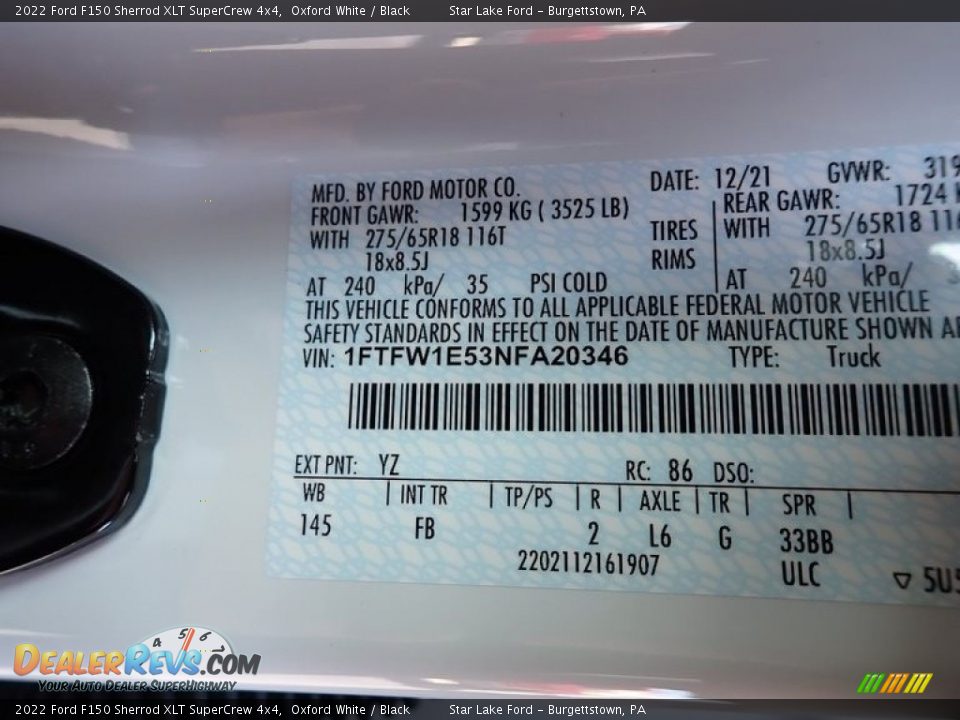 2022 Ford F150 Sherrod XLT SuperCrew 4x4, Oxford White / Black Star Lake Ford - Burgettstown, PA
MFD. BY FORD MOTOR CO. DATE: 12/21 GVWR:
FRONT GAWR: 1599 KG ( 3525 LB) REAR GAWR: 1724
WITH 275/65R18 116T TIRES WITH 275/65R18
18x8.5J RIMS 18x8.5J
AT 240 kPa/ 35 PSI COLD AT 240 kPa/
THIS VEHICLE CONFORMS TO ALL APPLICABLE FEDERAL MOTOR VEHICLE
SAFETY STANDARDS IN EFFECT ON THE DATE OF MANUFACTURE SHOWN
VIN: 1FTFW1E53NFA20346 TYPE: Truck
EXT PNT: YZ RC: 86 DSO:
WB INT TR TP/PS R AXLE TR SPR
145 FB 2 L6 G 33BB
2202112161907 ULC
▽ 5U5
4 5 6
DEALERREVS.COM
YOUR AUTO DEALER SUPERHIGHWAY
2022 Ford F150 Sherrod XLT SuperCrew 4x4, Oxford White / Black Star Lake Ford - Burgettstown, PA